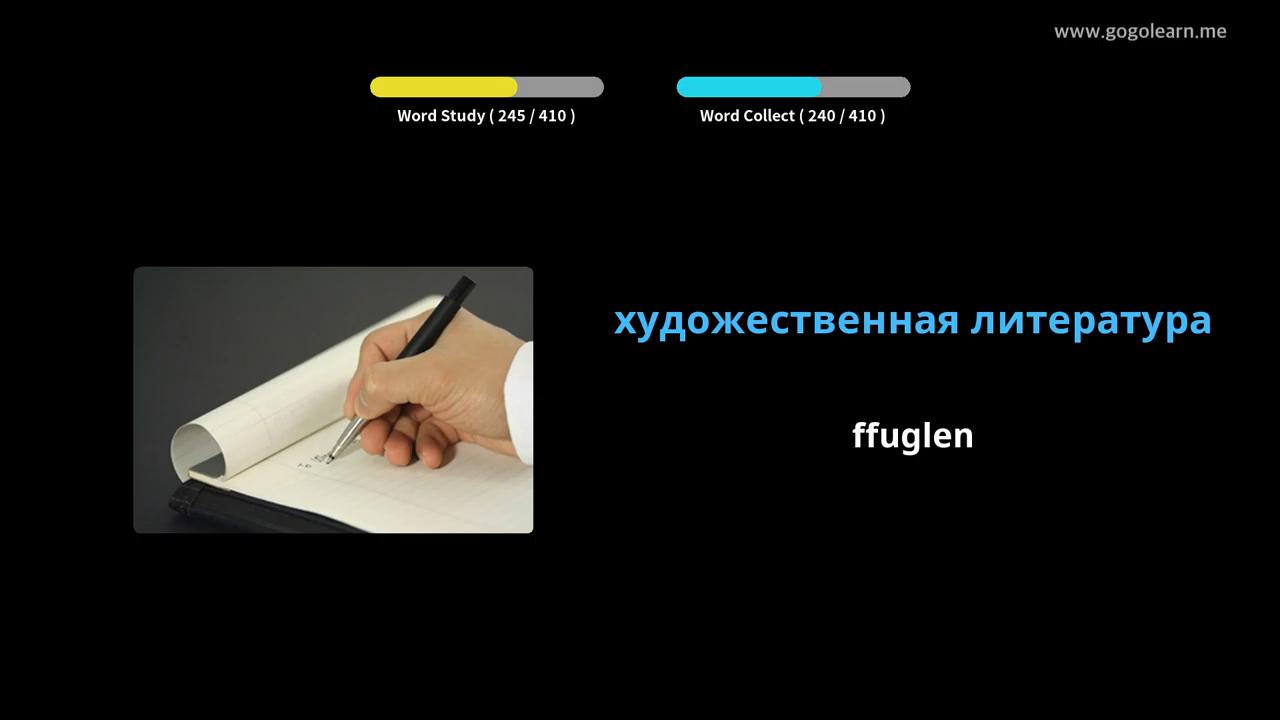 www.gogolearn.me
Word Study ( 245 / 410 )
Word Collect ( 240 / 410 )
художественная литература
ffuglen